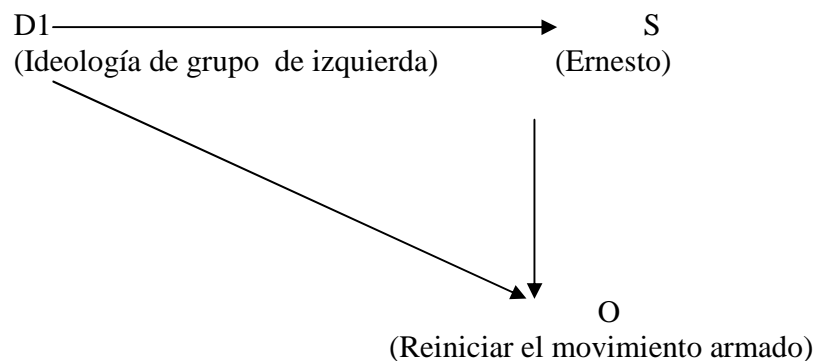 D1 S
(Ideología de grupo de izquierda) (Ernesto)
O
(Reiniciar el movimiento armado)